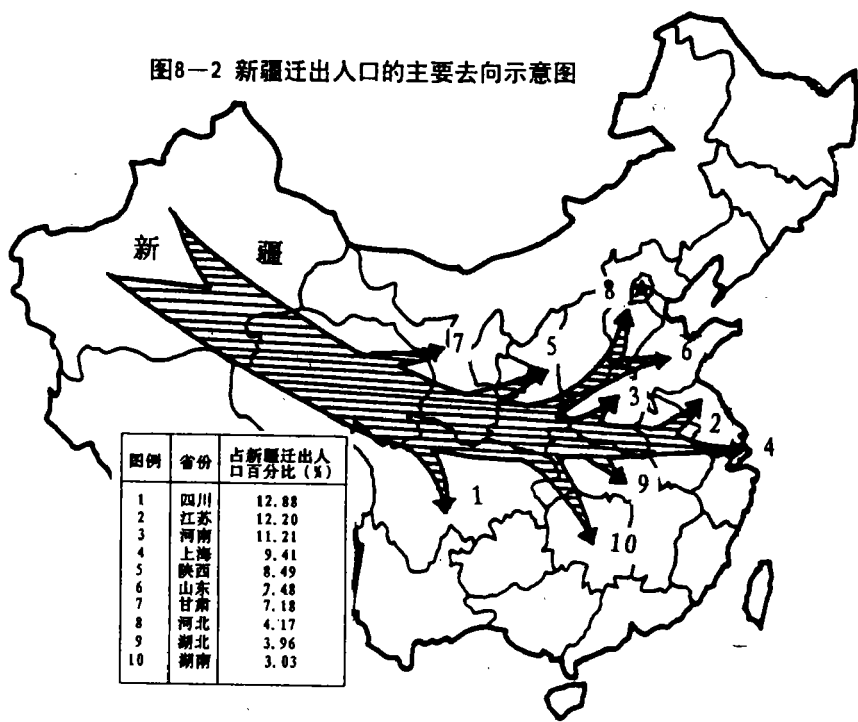 图8—2 新疆迁出人口的主要去向示意图
新 疆
8
7
5
6
3
2
4
1
9
10
图例 省份 占新疆迁出人口百分比(%)
1 四川 12.88
2 江苏 12.20
3 河南 11.21
4 上海 9.41
5 陕西 8.49
6 山东 7.48
7 甘肃 7.18
8 河北 4.17
9 湖北 3.96
10 湖南 3.03